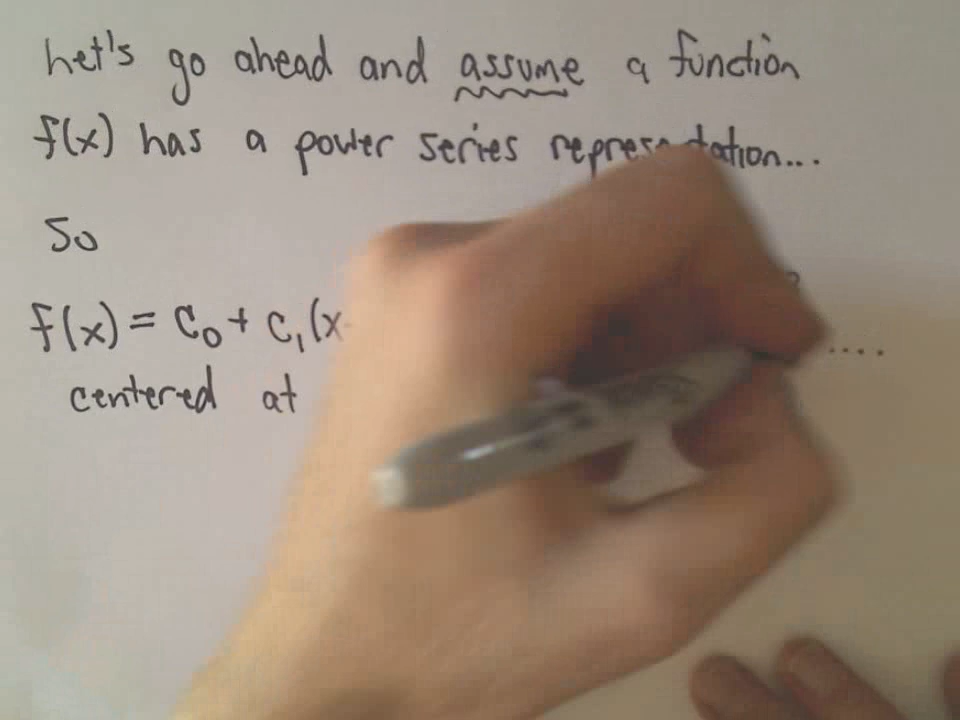 Let's go ahead and assume a function
f(x) has a power series representation...
So
f(x) = c₀ + c₁(x ....
centered at